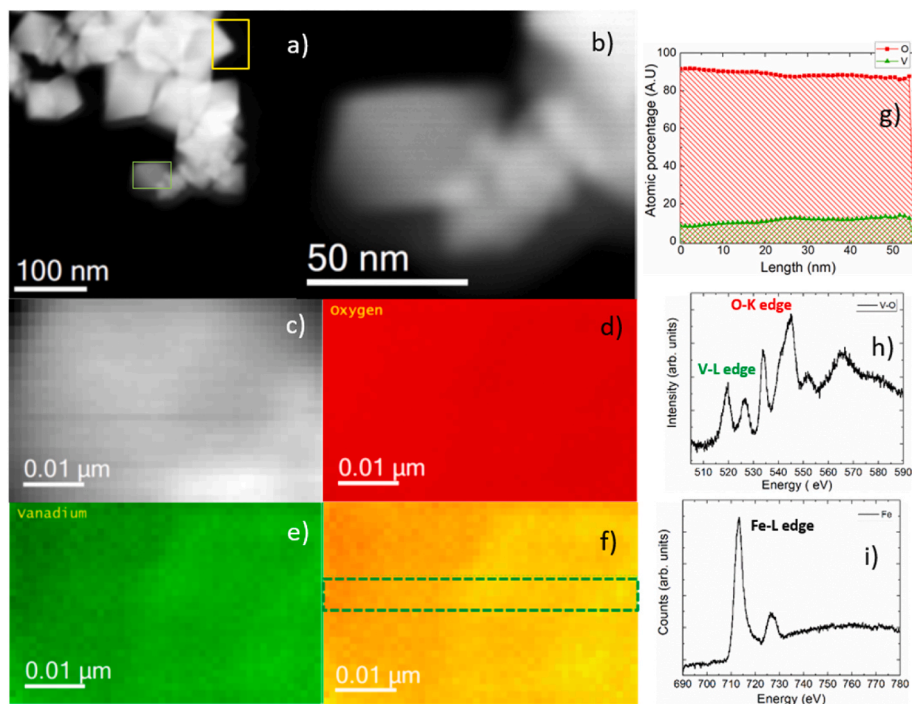 a)
100 nm
b)
50 nm
c)
0.01 µm
Oxygen
d)
0.01 µm
Vanadium
e)
0.01 µm
f)
0.01 µm
O
V
g)
Atomic porcentage (A.U)
100
80
60
40
20
0
0 10 20 30 40 50
Length (nm)
V-O
h)
O-K edge
V-L edge
Intensity (arb. units)
510 520 530 540 550 560 570 580 590
Energy ( eV)
Fe
i)
Fe-L edge
Counts (arb. units)
690 700 710 720 730 740 750 760 770 780
Energy (eV)